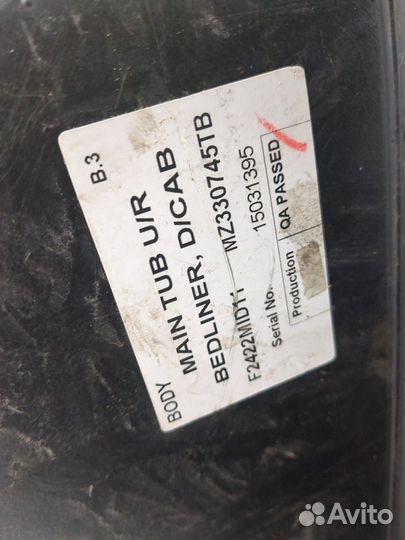 B.3
BODY
MAIN TUB U/R
BEDLINER, D/CAB
F2422MID11 MZ330745TB
Serial No. 15031395
Production QA PASSED
Avito